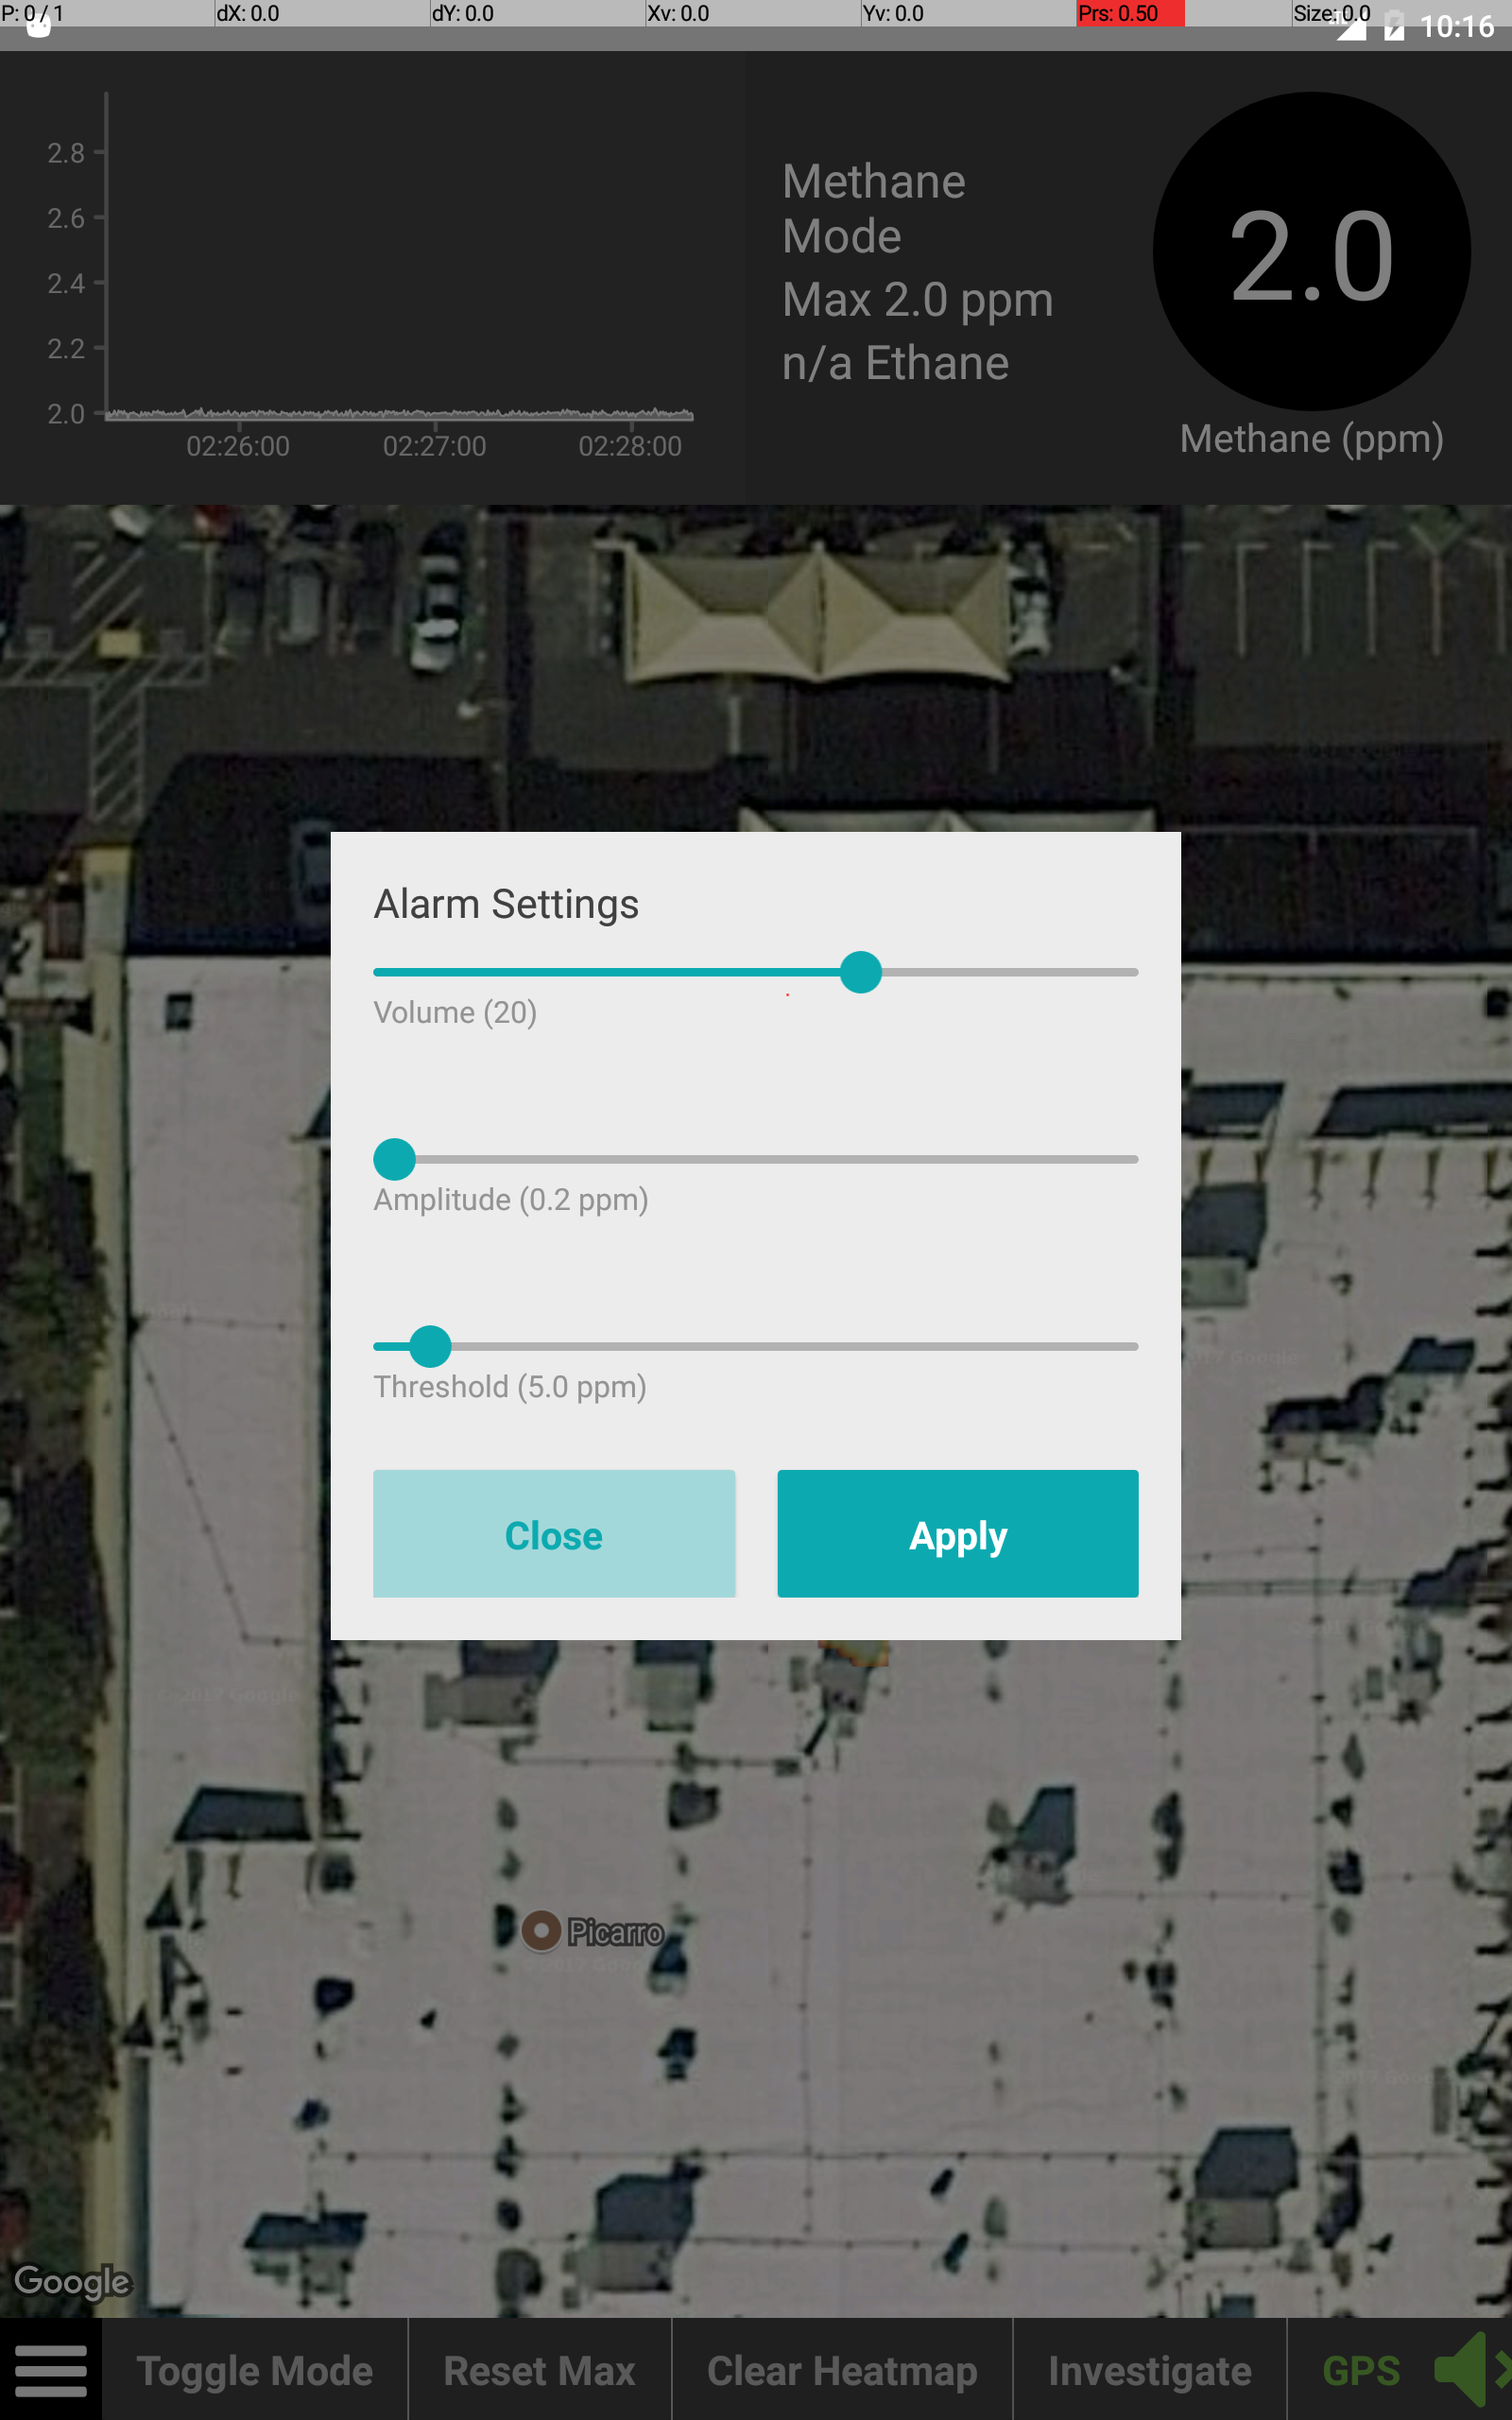 P: 0 / 1 dX: 0.0 dY: 0.0 Xv: 0.0 Yv: 0.0 Prs: 0.50 Size: 0.0
10:16
2.8
2.6
2.4
2.2
2.0
02:26:00 02:27:00 02:28:00
Methane
Mode
Max 2.0 ppm
n/a Ethane
2.0
Methane (ppm)
Alarm Settings
Volume (20)
Amplitude (0.2 ppm)
Threshold (5.0 ppm)
Close Apply
© 2017 Google
Picarro
Google
Toggle Mode Reset Max Clear Heatmap Investigate GPS